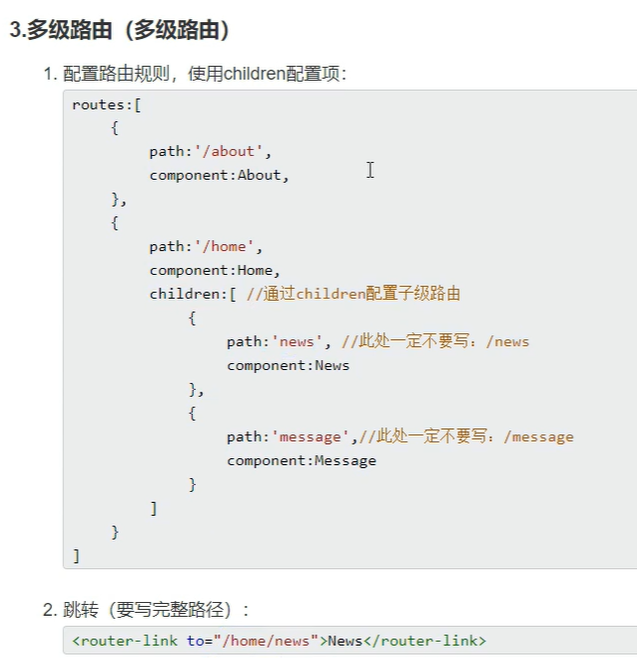 3.多级路由（多级路由）
1. 配置路由规则，使用children配置项：
routes:[
    {
        path:'/about',
        component:About,
    },
    {
        path:'/home',
        component:Home,
        children:[ //通过children配置子级路由
            {
                path:'news', //此处一定不要写：/news
                component:News
            },
            {
                path:'message',//此处一定不要写：/message
                component:Message
            }
        ]
    }
]
2. 跳转（要写完整路径）：
<router-link to="/home/news">News</router-link>